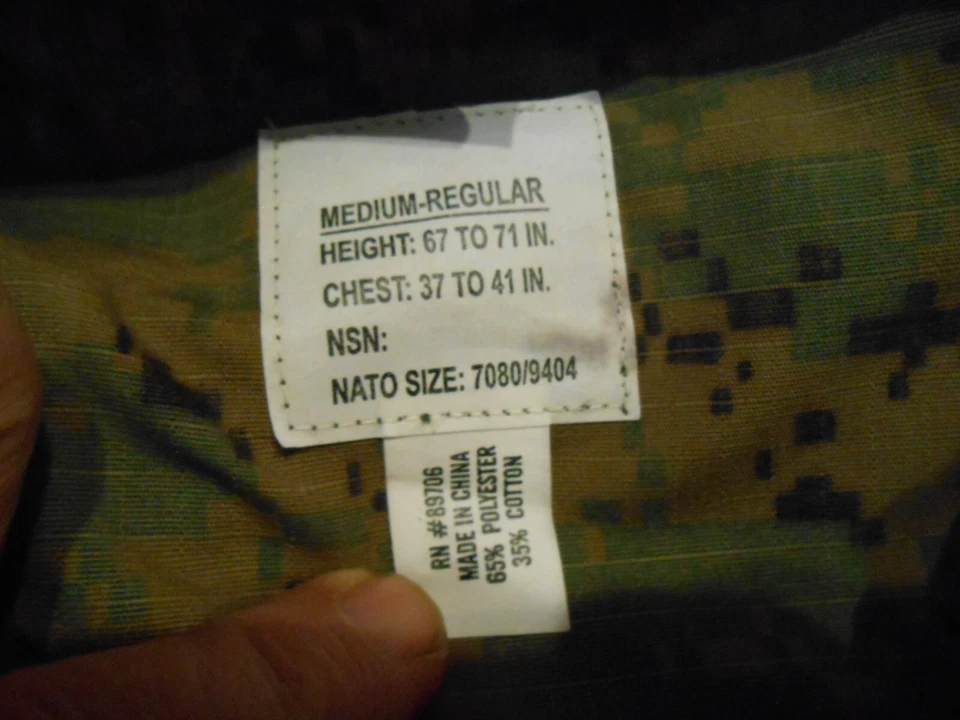 MEDIUM-REGULAR
HEIGHT: 67 TO 71 IN.
CHEST: 37 TO 41 IN.
NSN:
NATO SIZE: 7080/9404
RN #89706
MADE IN CHINA
65% POLYESTER
35% COTTON